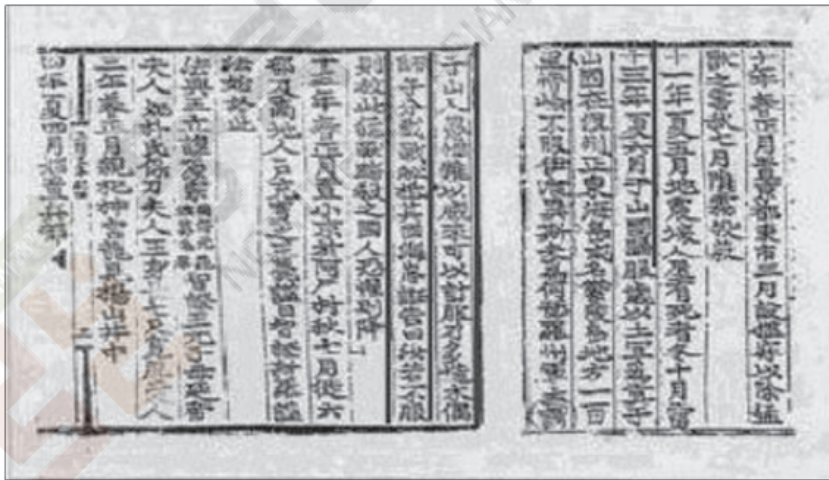 十年春正月置京都東市三月設檻穽以除猛
獸之害秋七月隕霜殺菽
十一年夏五月地震壞人屋有死者冬十月雷
十三年夏六月于山國歸服歲以土宜爲貢于
山國在溟州正東海島或名鬱陵島地方一百
里恃嶮不服伊湌異斯夫爲何瑟羅州軍主謂
于山人愚悍難以威來可以計服乃多造木偶
師子分載戰舡抵其國海岸誑告曰汝若不服
則放此猛獸踏殺之國人恐懼則降
十五年春正月置小京於阿尸村秋七月徙六
部及南地人戶充實之王薨謚曰智證新羅謚
法始於此
法興王立諱原宗智證王元子母延帝
夫人妃朴氏保刀夫人王身長七尺寬厚愛人
三年春正月親祀神宮龍見楊山井中
四年夏四月始置兵部